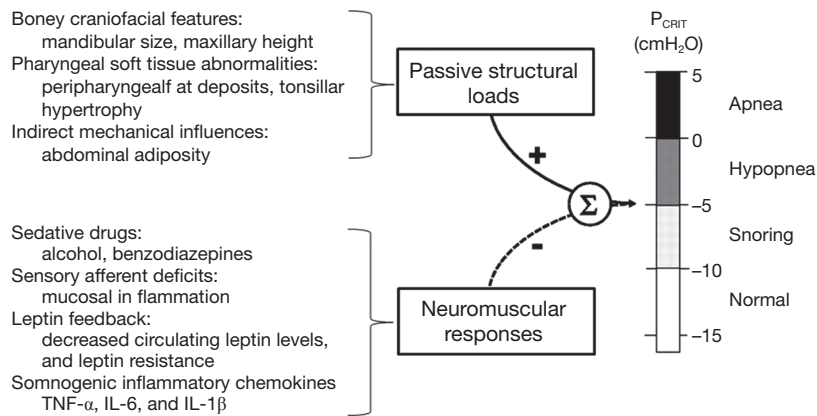 Boney craniofacial features:
mandibular size, maxillary height
Pharyngeal soft tissue abnormalities:
peripharyngealf at deposits, tonsillar
hypertrophy
Indirect mechanical influences:
abdominal adiposity
Sedative drugs:
alcohol, benzodiazepines
Sensory afferent deficits:
mucosal in flammation
Leptin feedback:
decreased circulating leptin levels,
and leptin resistance
Somnogenic inflammatory chemokines
TNF-α, IL-6, and IL-1β
Passive structural
loads
+
Σ
-
Neuromuscular
responses
PCRIT
(cmH2O)
5
Apnea
0
Hypopnea
–5
Snoring
–10
Normal
–15